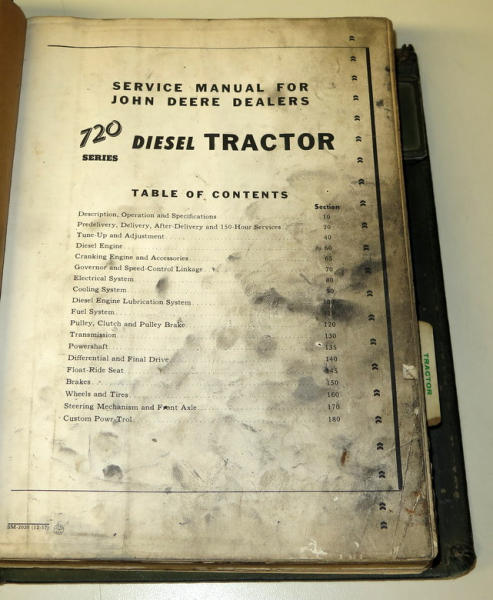 SERVICE MANUAL FOR
JOHN DEERE DEALERS
720 DIESEL TRACTOR
SERIES
TABLE OF CONTENTS
Section
Description, Operation and Specifications 10
Predelivery, Delivery, After-Delivery and 150-Hour Services 20
Tune-Up and Adjustment 40
Diesel Engine 60
Cranking Engine and Accessories 65
Governor and Speed-Control Linkage 70
Electrical System 80
Cooling System 90
Diesel Engine Lubrication System
Fuel System
Pulley, Clutch and Pulley Brake 120
Transmission 130
Powershaft 135
Differential and Final Drive 140
Float-Ride Seat 145
Brakes 150
Wheels and Tires 160
Steering Mechanism and Front Axle 170
Custom Powr-Trol 180
TRACTOR